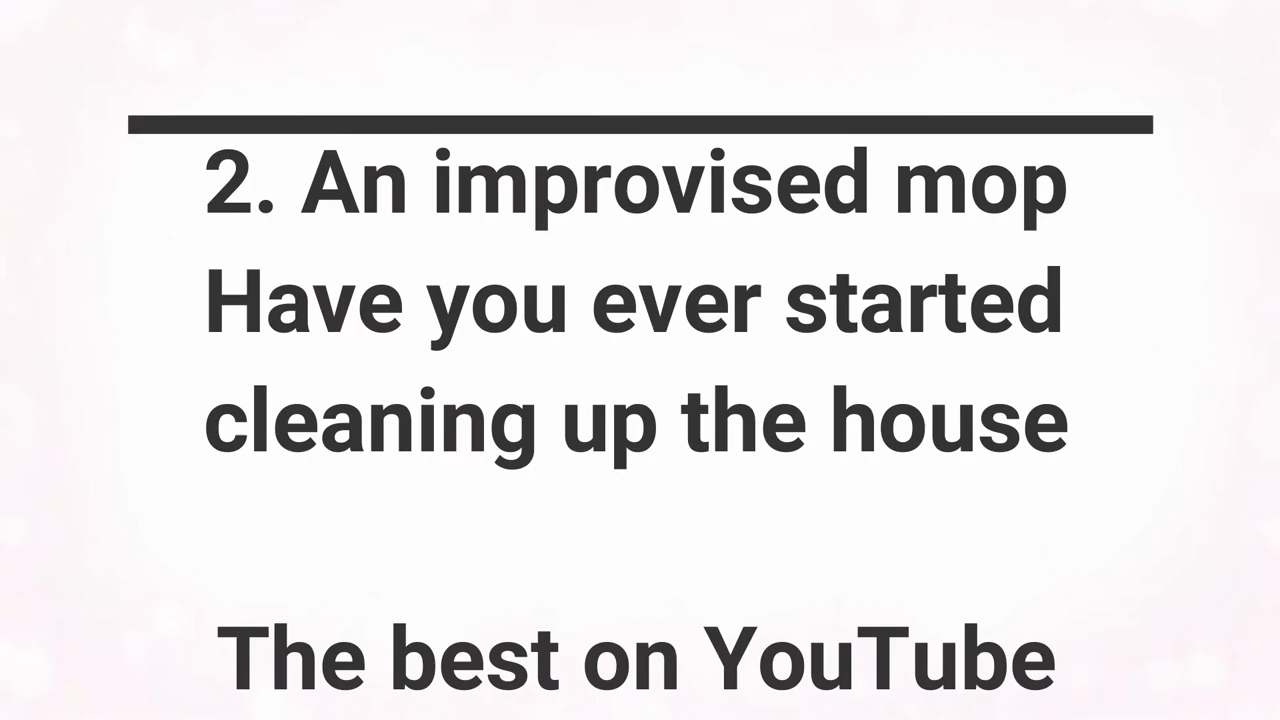 2. An improvised mop
Have you ever started
cleaning up the house
The best on YouTube